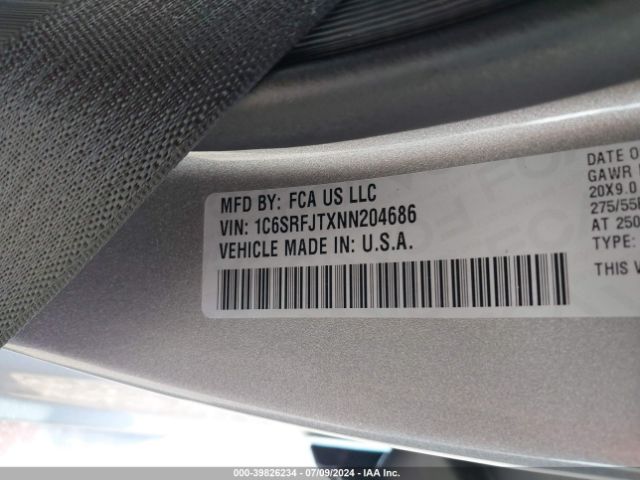 MFD BY: FCA US LLC
VIN: 1C6SRFJTXNN204686
VEHICLE MADE IN: U.S.A.
DATE O
GAWR
20X9.0
275/55
AT 250
TYPE:
THIS V
000-39826234 - 07/09/2024 - IAA Inc.